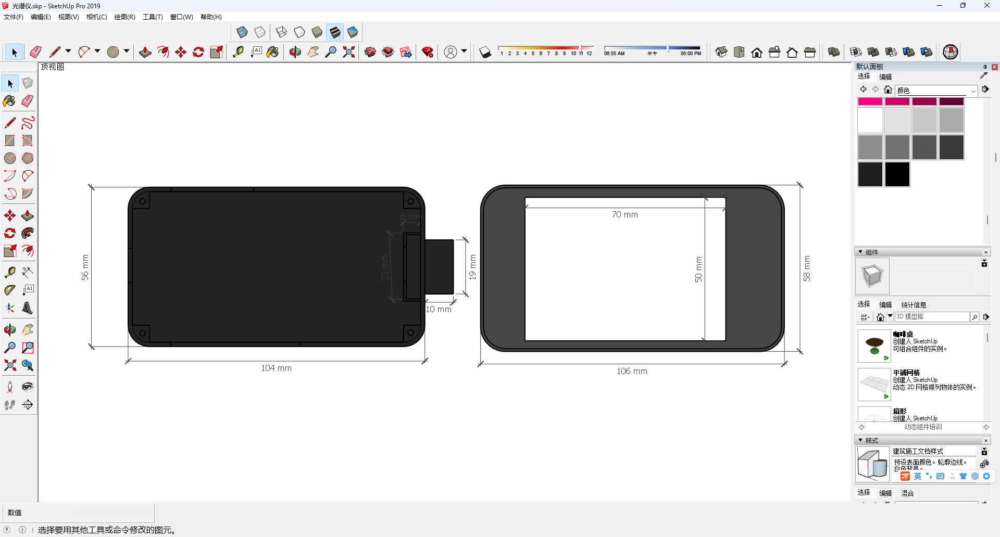 光谱仪.skp - SketchUp Pro 2019
文件(F) 编辑(E) 视图(V) 相机(C) 绘图(R) 工具(T) 窗口(W) 帮助(H)
A1
1 2 3 4 5 6 7 8 9 10 11 12
06:55 AM 中午 05:00 PM
顶视图
默认面板
选择 编辑
颜色
6 mm
70 mm
56 mm
23 mm
19 mm
50 mm
58 mm
10 mm
104 mm
106 mm
A1
组件
选择 编辑 统计信息
3D 模型库
咖啡桌
创建人 SketchUp
可组合组件的实例。
平铺网格
创建人 SketchUp
动态 2D 网格排列物体的实例。
扇形
创建人 SketchUp
动态组件培训
样式
建筑施工文档样式
预设表面颜色。轮廓边线。
白色背景。
英
选择 编辑 混合
数值
选择要用其他工具或命令修改的图元。